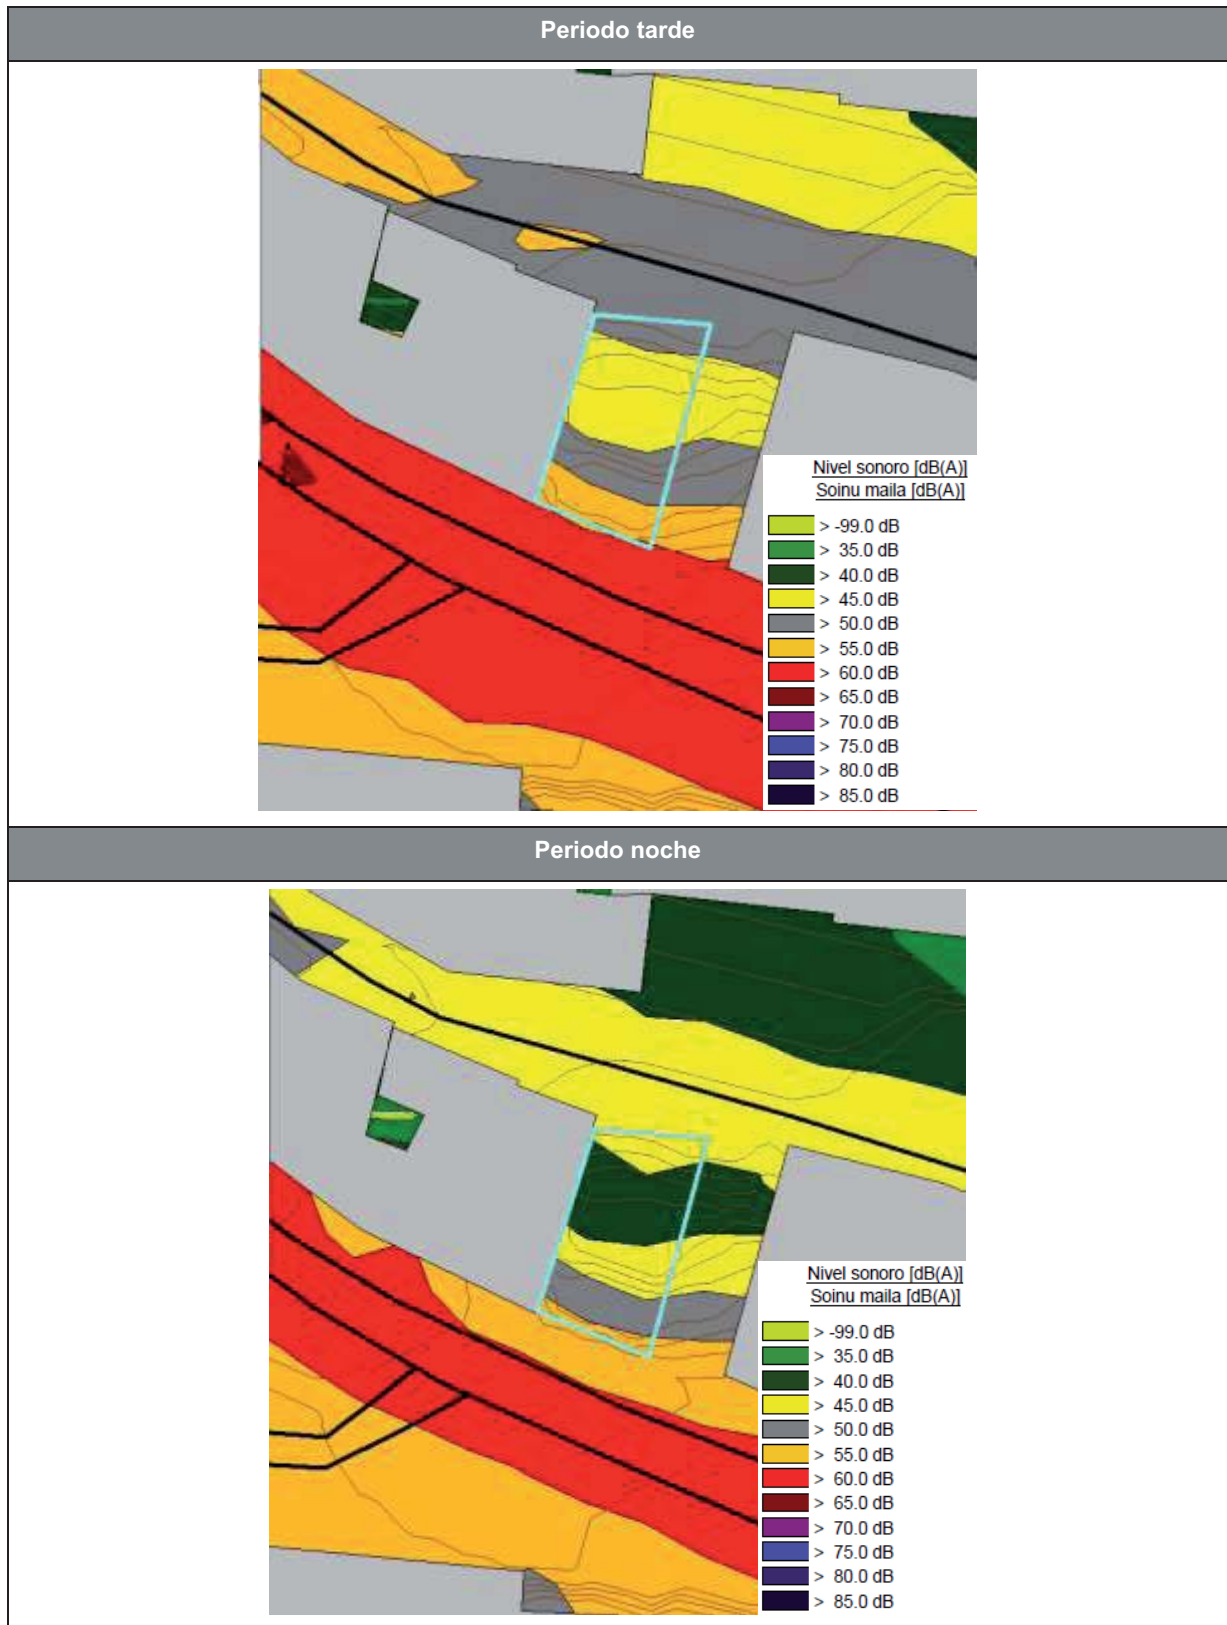 Periodo tarde
Nivel sonoro [dB(A)]
Soinu maila [dB(A)]
> -99.0 dB
> 35.0 dB
> 40.0 dB
> 45.0 dB
> 50.0 dB
> 55.0 dB
> 60.0 dB
> 65.0 dB
> 70.0 dB
> 75.0 dB
> 80.0 dB
> 85.0 dB
Periodo noche
Nivel sonoro [dB(A)]
Soinu maila [dB(A)]
> -99.0 dB
> 35.0 dB
> 40.0 dB
> 45.0 dB
> 50.0 dB
> 55.0 dB
> 60.0 dB
> 65.0 dB
> 70.0 dB
> 75.0 dB
> 80.0 dB
> 85.0 dB